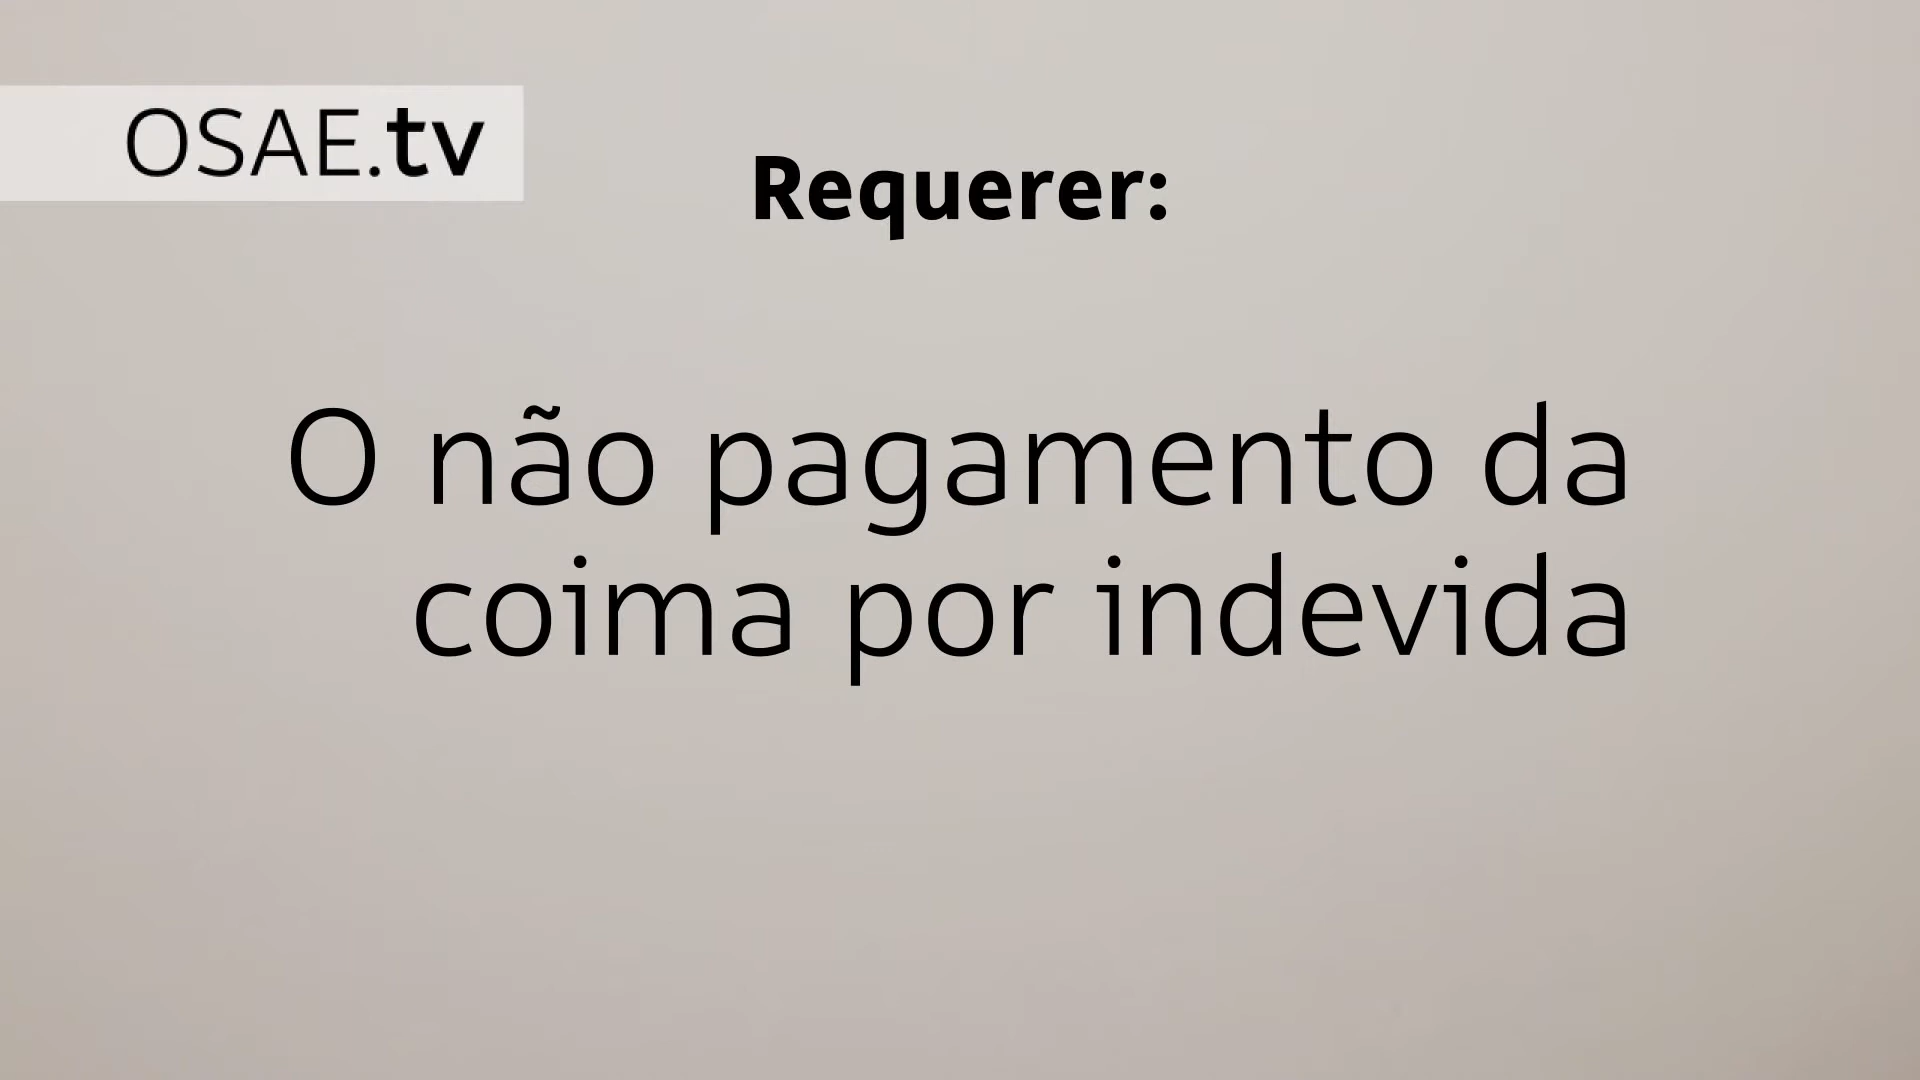 OSAE.tv
Requerer:
O não pagamento da
coima por indevida